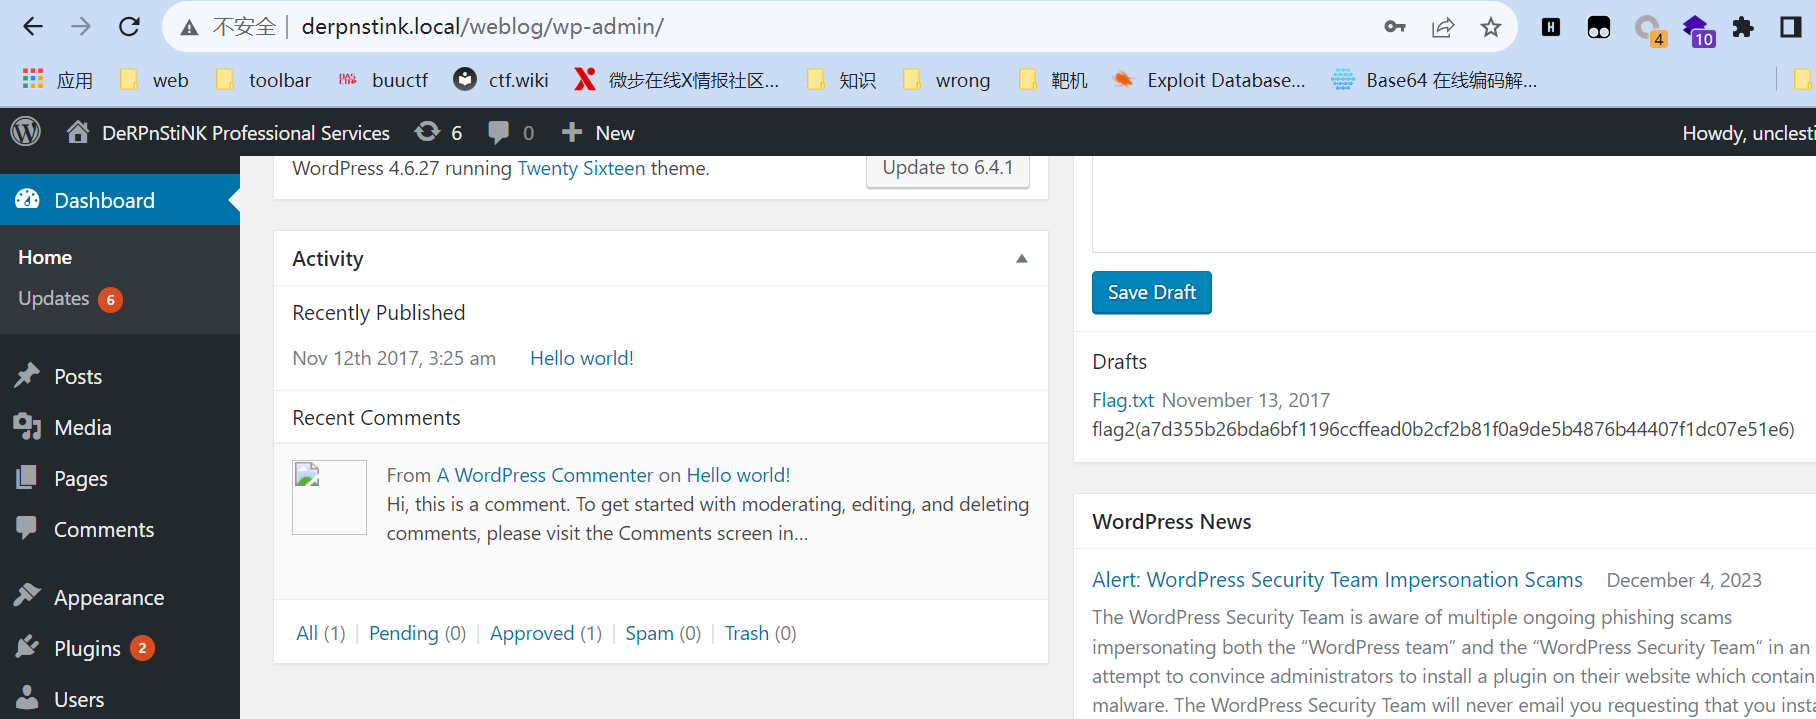 不安全 | derpnstink.local/weblog/wp-admin/
4
10
应用 web toolbar buuctf ctf.wiki 微步在线X情报社区... 知识 wrong 靶机 Exploit Database... Base64 在线编码解...
DeRPnStiNK Professional Services 6 0 New Howdy, unclesti
WordPress 4.6.27 running Twenty Sixteen theme. Update to 6.4.1
Dashboard
Home
Updates 6
Posts
Media
Pages
Comments
Appearance
Plugins 2
Users
Activity
Recently Published
Nov 12th 2017, 3:25 am Hello world!
Recent Comments
From A WordPress Commenter on Hello world!
Hi, this is a comment. To get started with moderating, editing, and deleting
comments, please visit the Comments screen in...
All (1) | Pending (0) | Approved (1) | Spam (0) | Trash (0)
Save Draft
Drafts
Flag.txt November 13, 2017
flag2(a7d355b26bda6bf1196ccffead0b2cf2b81f0a9de5b4876b44407f1dc07e51e6)
WordPress News
Alert: WordPress Security Team Impersonation Scams December 4, 2023
The WordPress Security Team is aware of multiple ongoing phishing scams
impersonating both the “WordPress team” and the “WordPress Security Team“ in an
attempt to convince administrators to install a plugin on their website which contain
malware. The WordPress Security Team will never email you requesting that you insta